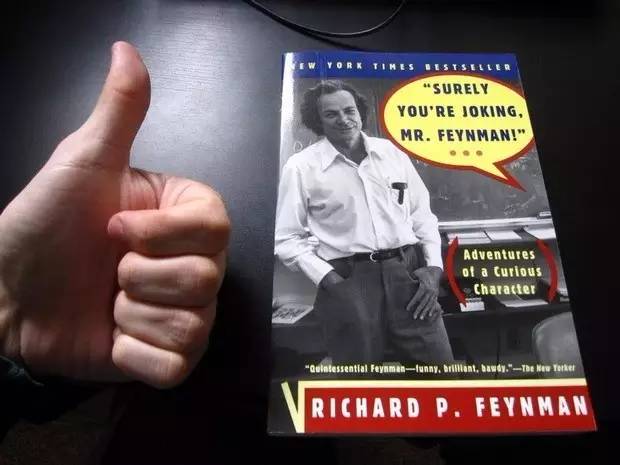 NEW YORK TIMES BESTSELLER
"SURELY
YOU'RE JOKING,
MR. FEYNMAN!"
Adventures
of a Curious
Character
"Quintessential Feynman—funny, brilliant, bawdy."—The New Yorker
RICHARD P. FEYNMAN